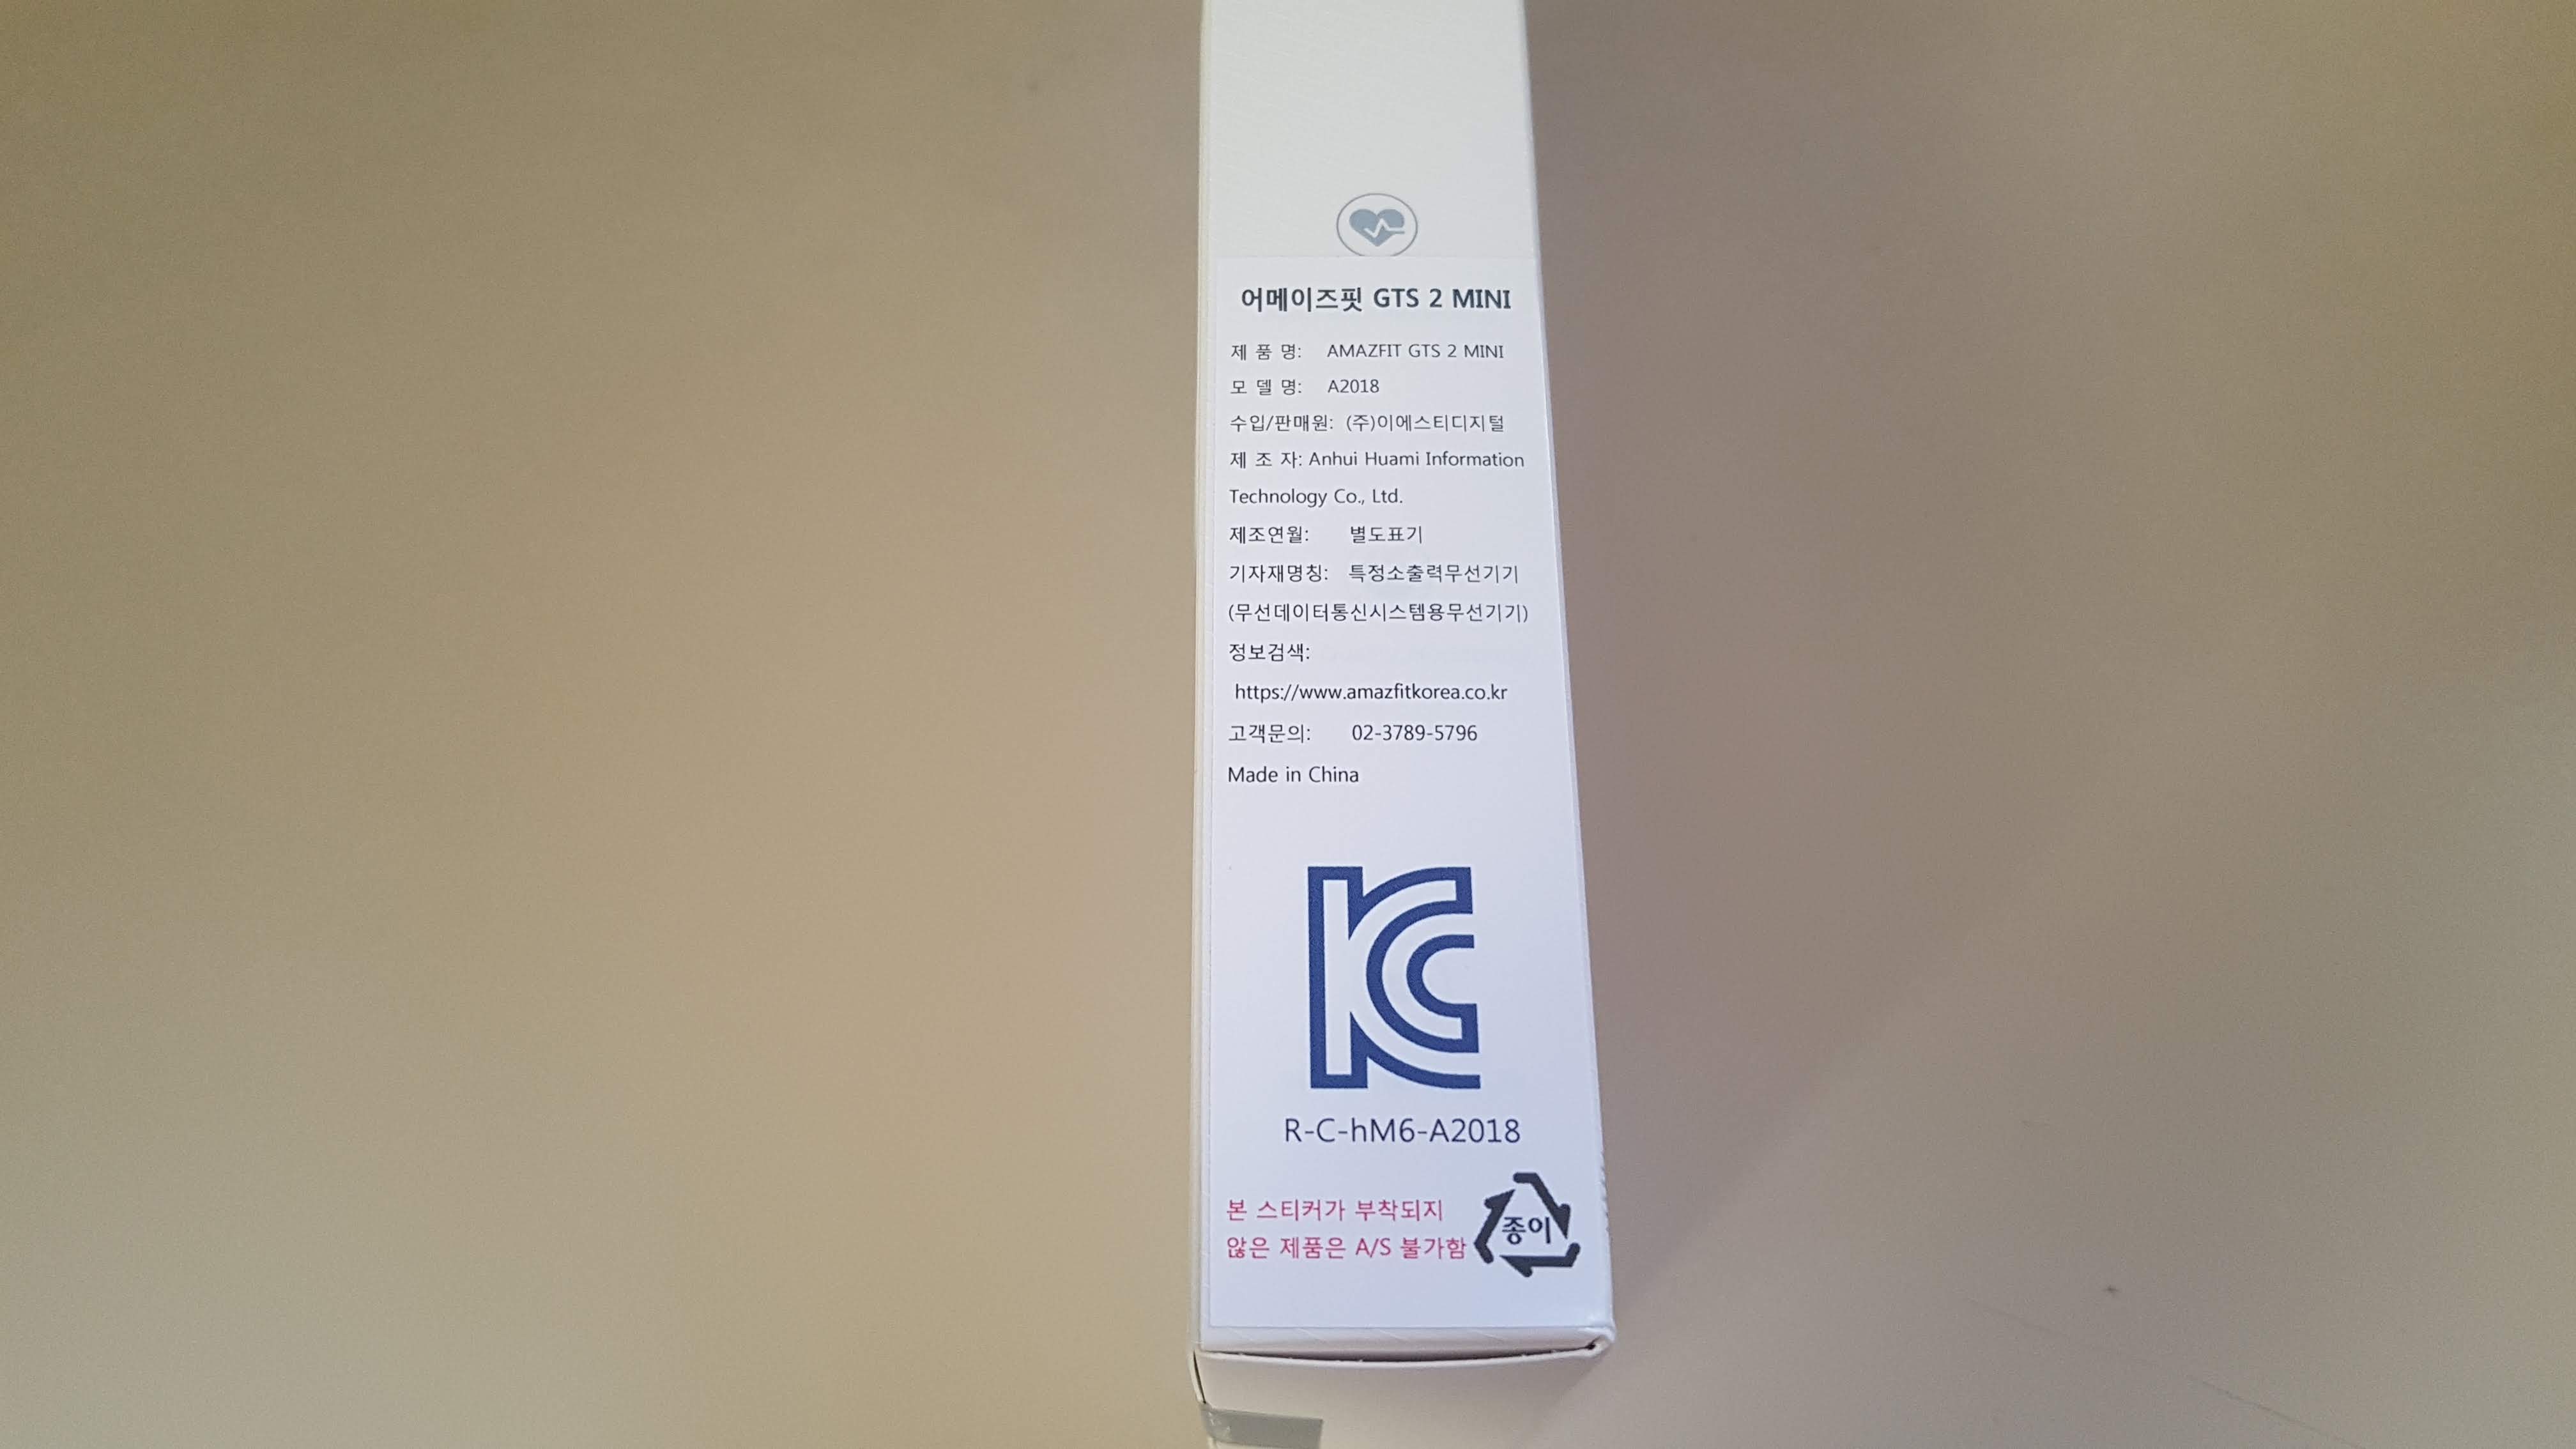 어메이즈핏 GTS 2 MINI
제 품 명: AMAZFIT GTS 2 MINI
모 델 명: A2018
수입/판매원: (주)이에스티디지털
제 조 자: Anhui Huami Information
Technology Co., Ltd.
제조연월: 별도표기
기자재명칭: 특정소출력무선기기
(무선데이터통신시스템용무선기기)
정보검색:
https://www.amazfitkorea.co.kr
고객문의: 02-3789-5796
Made in China
KC
R-C-hM6-A2018
본 스티커가 부착되지
않은 제품은 A/S 불가함
종이